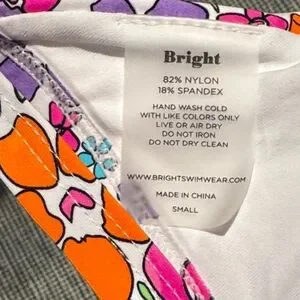 Bright
82% NYLON
18% SPANDEX
HAND WASH COLD
WITH LIKE COLORS ONLY
LIVE OR AIR DRY
DO NOT IRON
DO NOT DRY CLEAN
WWW.BRIGHTSWIMWEAR.COM
MADE IN CHINA
SMALL